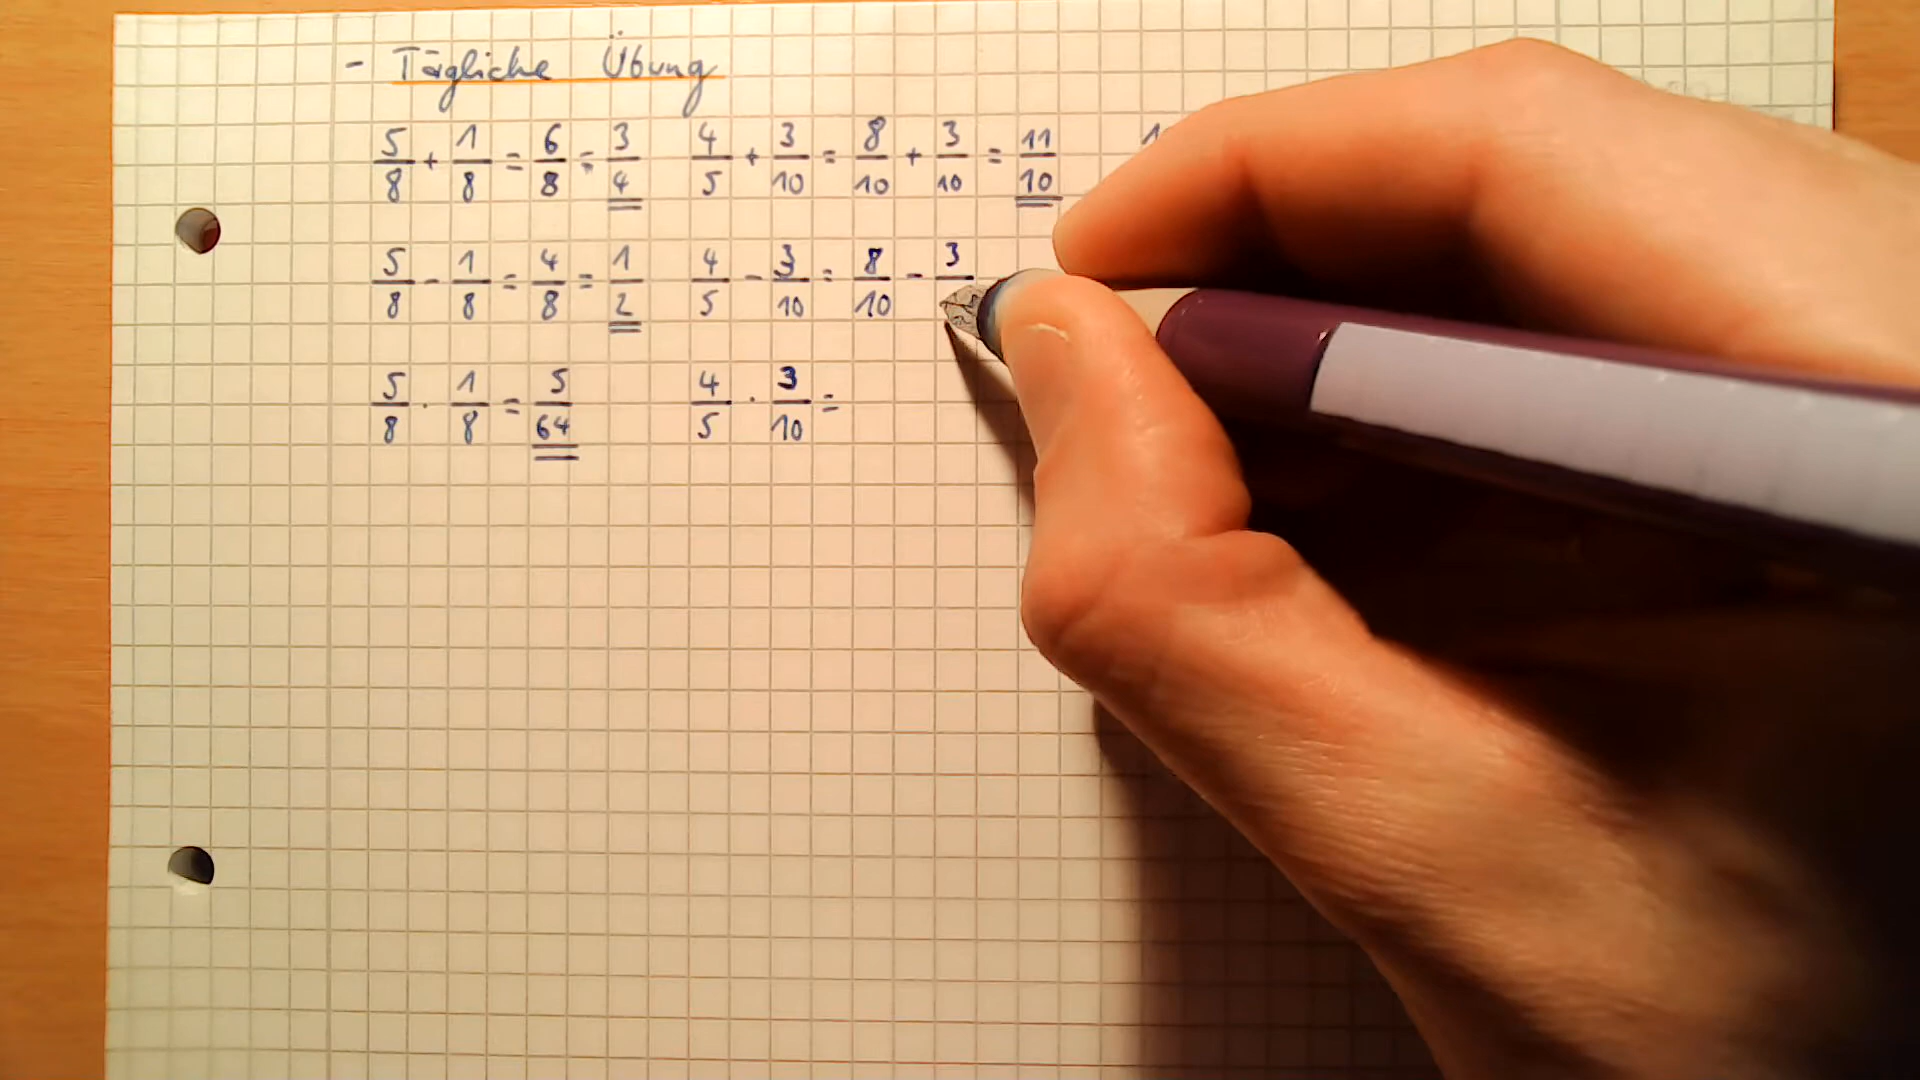 - Tägliche Übung
5/8 + 1/8 = 6/8 = 3/4 4/5 + 3/10 = 8/10 + 3/10 = 11/10 1
5/8 - 1/8 = 4/8 = 1/2 4/5 - 3/10 = 8/10 - 3/
5/8 · 1/8 = 5/64 4/5 · 3/10 =